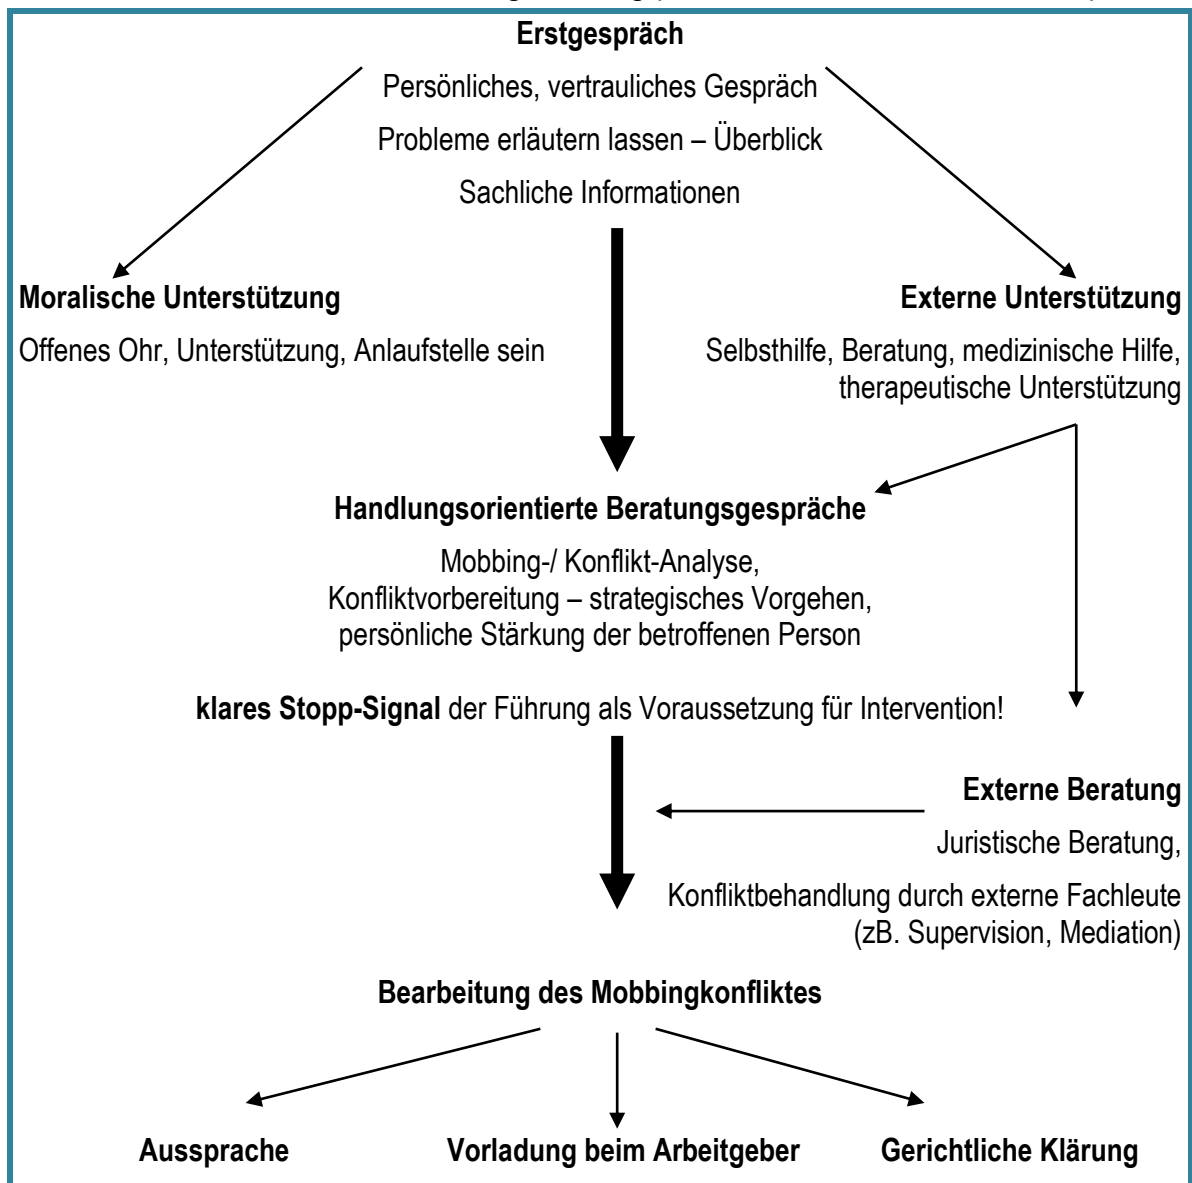 Erstgespräch
Persönliches, vertrauliches Gespräch
Probleme erläutern lassen – Überblick
Sachliche Informationen
Moralische Unterstützung
Offenes Ohr, Unterstützung, Anlaufstelle sein
Externe Unterstützung
Selbsthilfe, Beratung, medizinische Hilfe,
therapeutische Unterstützung
Handlungsorientierte Beratungsgespräche
Mobbing-/ Konflikt-Analyse,
Konfliktvorbereitung – strategisches Vorgehen,
persönliche Stärkung der betroffenen Person
klares Stopp-Signal der Führung als Voraussetzung für Intervention!
Externe Beratung
Juristische Beratung,
Konfliktbehandlung durch externe Fachleute
(zB. Supervision, Mediation)
Bearbeitung des Mobbingkonfliktes
Aussprache
Vorladung beim Arbeitgeber
Gerichtliche Klärung